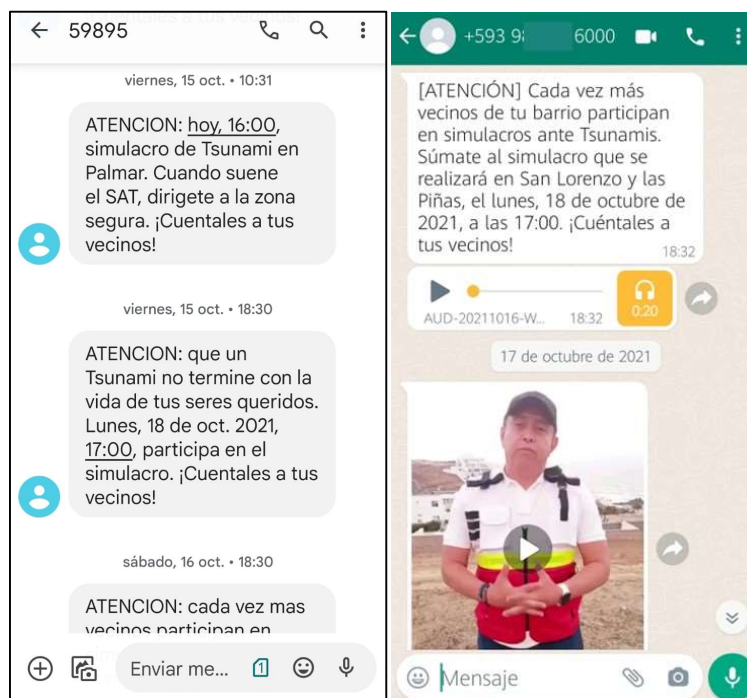 59895
viernes, 15 oct. • 10:31
ATENCION: hoy, 16:00,
simulacro de Tsunami en
Palmar. Cuando suene
el SAT, dirigete a la zona
segura. ¡Cuentales a tus
vecinos!
viernes, 15 oct. • 18:30
ATENCION: que un
Tsunami no termine con la
vida de tus seres queridos.
Lunes, 18 de oct. 2021,
17:00, participa en el
simulacro. ¡Cuentales a tus
vecinos!
sábado, 16 oct. • 18:30
ATENCION: cada vez mas
vecinos participan en
Enviar me... 1
+593 9 6000
[ATENCIÓN] Cada vez más
vecinos de tu barrio participan
en simulacros ante Tsunamis.
Súmate al simulacro que se
realizará en San Lorenzo y las
Piñas, el lunes, 18 de octubre de
2021, a las 17:00. ¡Cuéntales a
tus vecinos!
18:32
0:20
AUD-20211016-W... 18:32
17 de octubre de 2021
Mensaje